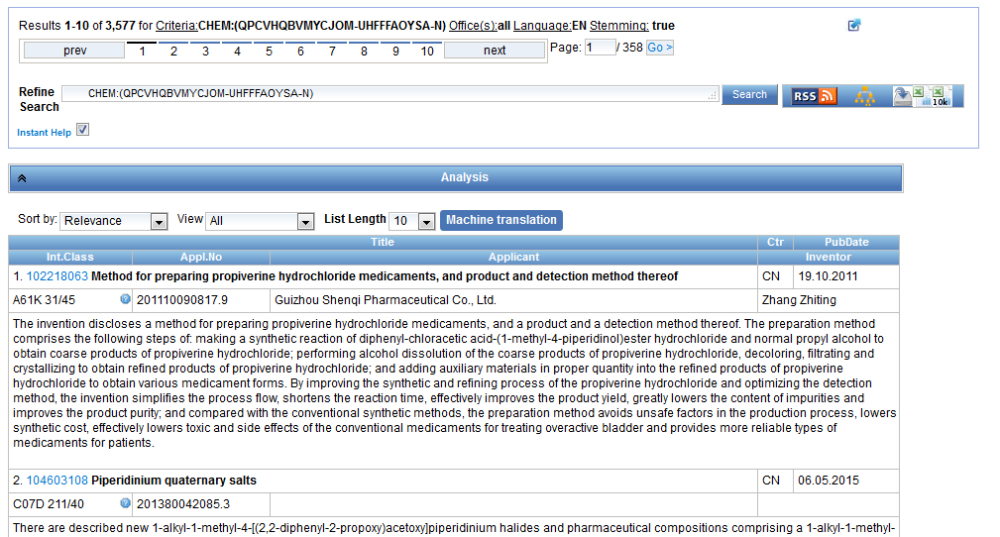 Results 1-10 of 3,577 for Criteria:CHEM:(QPCVHQBVMYCJOM-UHFFFAOYSA-N) Office(s):all Language:EN Stemming: true
prev 1 2 3 4 5 6 7 8 9 10 next Page: 1 / 358 Go >
Refine Search CHEM:(QPCVHQBVMYCJOM-UHFFFAOYSA-N) Search RSS 10k
Instant Help
Analysis
Sort by: Relevance View All List Length 10 Machine translation
Title Ctr PubDate
Int.Class Appl.No Applicant Inventor
1. 102218063 Method for preparing propiverine hydrochloride medicaments, and product and detection method thereof CN 19.10.2011
A61K 31/45 201110090817.9 Guizhou Shenqi Pharmaceutical Co., Ltd. Zhang Zhiting
The invention discloses a method for preparing propiverine hydrochloride medicaments, and a product and a detection method thereof. The preparation method
comprises the following steps of: making a synthetic reaction of diphenyl-chloracetic acid-(1-methyl-4-piperidinol)ester hydrochloride and normal propyl alcohol to
obtain coarse products of propiverine hydrochloride; performing alcohol dissolution of the coarse products of propiverine hydrochloride, decoloring, filtrating and
crystallizing to obtain refined products of propiverine hydrochloride; and adding auxiliary materials in proper quantity into the refined products of propiverine
hydrochloride to obtain various medicament forms. By improving the synthetic and refining process of the propiverine hydrochloride and optimizing the detection
method, the invention simplifies the process flow, shortens the reaction time, effectively improves the product yield, greatly lowers the content of impurities and
improves the product purity; and compared with the conventional synthetic methods, the preparation method avoids unsafe factors in the production process, lowers
synthetic cost, effectively lowers toxic and side effects of the conventional medicaments for treating overactive bladder and provides more reliable types of
medicaments for patients.
2. 104603108 Piperidinium quaternary salts CN 06.05.2015
C07D 211/40 201380042085.3
There are described new 1-alkyl-1-methyl-4-[(2,2-diphenyl-2-propoxy)acetoxy]piperidinium halides and pharmaceutical compositions comprising a 1-alkyl-1-methyl-